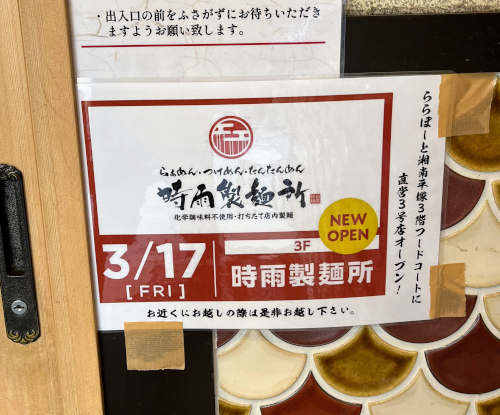 ・出入口の前をふさがずにお待ちいただき
ますようお願い致します。
ららぽーと湘南平塚3階フードコートに
直営3号店オープン!
らぁめん・つけめん・たんたんめん
時雨製麺所
化学調味料不使用・打ちたて店内製麺
NEW
OPEN
3/17
[FRI]
3F
時雨製麺所
お近くにお越しの際は是非お越し下さい。